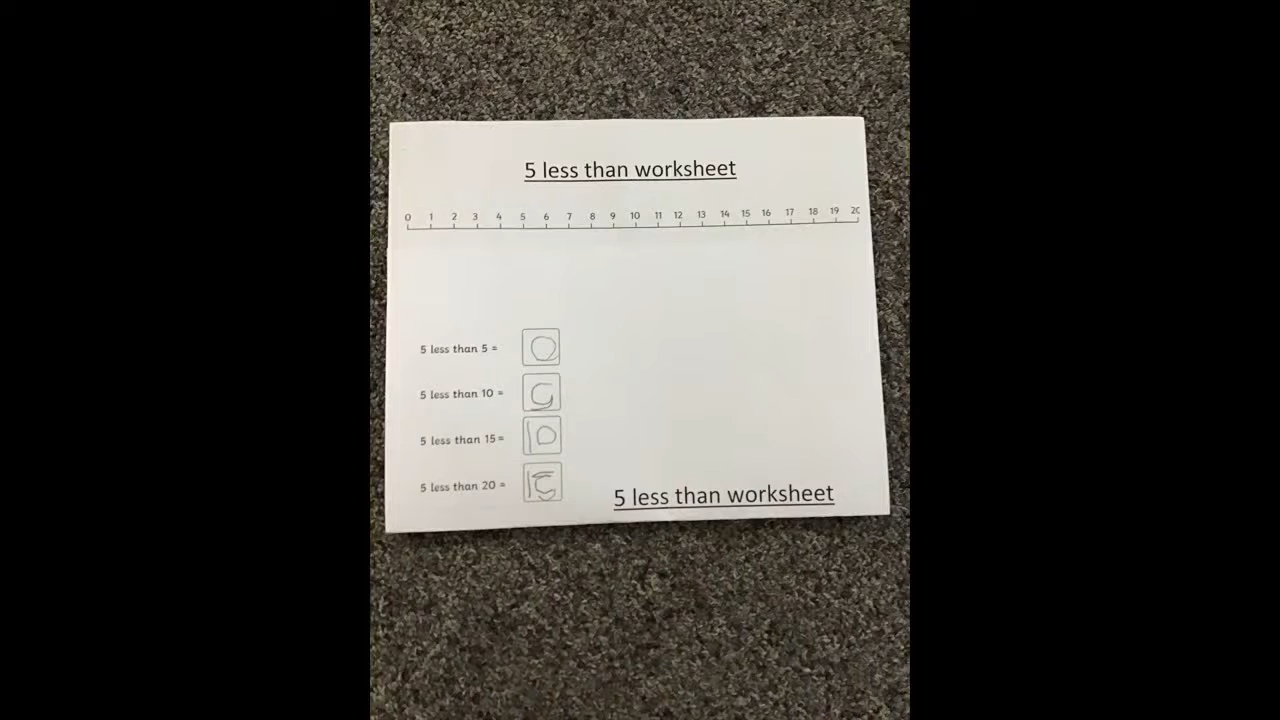 5 less than worksheet
0 1 2 3 4 5 6 7 8 9 10 11 12 13 14 15 16 17 18 19 20
5 less than 5 = 0
5 less than 10 = 5
5 less than 15 = 10
5 less than 20 = 15
5 less than worksheet